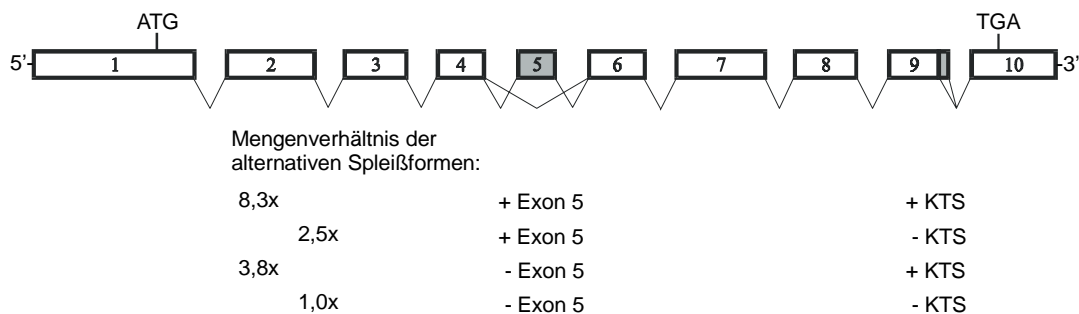 ATG TGA
5'- 1 2 3 4 5 6 7 8 9 10 -3'
Mengenverhältnis der
alternativen Spleißformen:
8,3x + Exon 5 + KTS
2,5x + Exon 5 - KTS
3,8x - Exon 5 + KTS
1,0x - Exon 5 - KTS